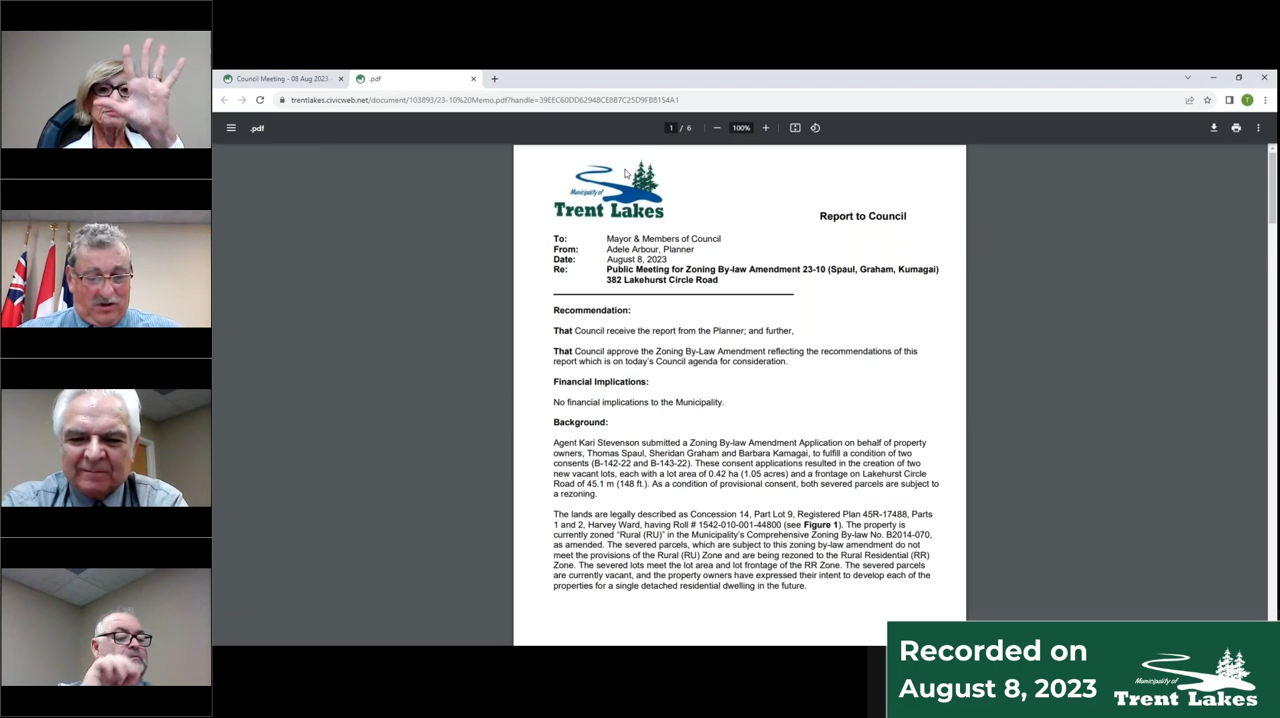 Council Meeting - 08 Aug 2023 -
.pdf
trentlakes.civicweb.net/document/103893/23-10%20Memo.pdf?handle=39EEC60DD62948CE8B7C25D9FB8154A1
T
.pdf
1 / 6
100%
Municipality of
Trent Lakes
Report to Council
To: Mayor & Members of Council
From: Adele Arbour, Planner
Date: August 8, 2023
Re: Public Meeting for Zoning By-law Amendment 23-10 (Spaul, Graham, Kumagai)
382 Lakehurst Circle Road
Recommendation:
That Council receive the report from the Planner; and further,
That Council approve the Zoning By-Law Amendment reflecting the recommendations of this
report which is on today's Council agenda for consideration.
Financial Implications:
No financial implications to the Municipality.
Background:
Agent Kari Stevenson submitted a Zoning By-law Amendment Application on behalf of property
owners, Thomas Spaul, Sheridan Graham and Barbara Kamagai, to fulfill a condition of two
consents (B-142-22 and B-143-22). These consent applications resulted in the creation of two
new vacant lots, each with a lot area of 0.42 ha (1.05 acres) and a frontage on Lakehurst Circle
Road of 45.1 m (148 ft.). As a condition of provisional consent, both severed parcels are subject to
a rezoning.
The lands are legally described as Concession 14, Part Lot 9, Registered Plan 45R-17488, Parts
1 and 2, Harvey Ward, having Roll # 1542-010-001-44800 (see Figure 1). The property is
currently zoned "Rural (RU)" in the Municipality's Comprehensive Zoning By-law No. B2014-070,
as amended. The severed parcels, which are subject to this zoning by-law amendment do not
meet the provisions of the Rural (RU) Zone and are being rezoned to the Rural Residential (RR)
Zone. The severed lots meet the lot area and lot frontage of the RR Zone. The severed parcels
are currently vacant, and the property owners have expressed their intent to develop each of the
properties for a single detached residential dwelling in the future.
Recorded on
August 8, 2023
Municipality of
Trent Lakes